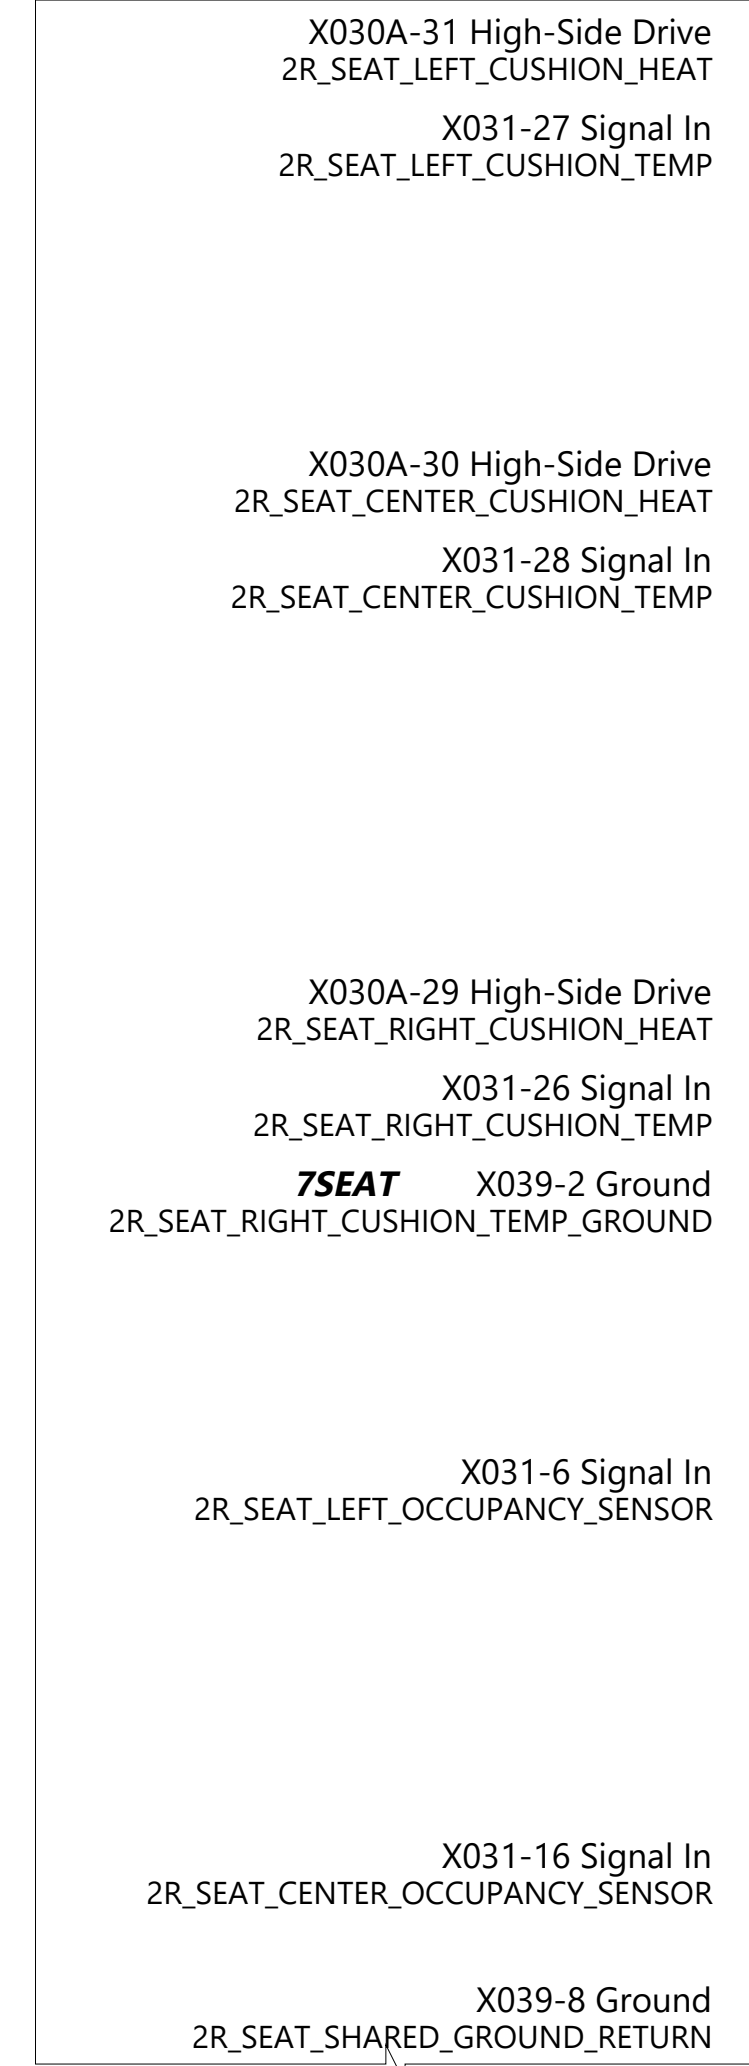 X030A-31 High-Side Drive
2R_SEAT_LEFT_CUSHION_HEAT
X031-27 Signal In
2R_SEAT_LEFT_CUSHION_TEMP
X030A-30 High-Side Drive
2R_SEAT_CENTER_CUSHION_HEAT
X031-28 Signal In
2R_SEAT_CENTER_CUSHION_TEMP
X030A-29 High-Side Drive
2R_SEAT_RIGHT_CUSHION_HEAT
X031-26 Signal In
2R_SEAT_RIGHT_CUSHION_TEMP
7SEAT X039-2 Ground
2R_SEAT_RIGHT_CUSHION_TEMP_GROUND
X031-6 Signal In
2R_SEAT_LEFT_OCCUPANCY_SENSOR
X031-16 Signal In
2R_SEAT_CENTER_OCCUPANCY_SENSOR
X039-8 Ground
2R_SEAT_SHARED_GROUND_RETURN